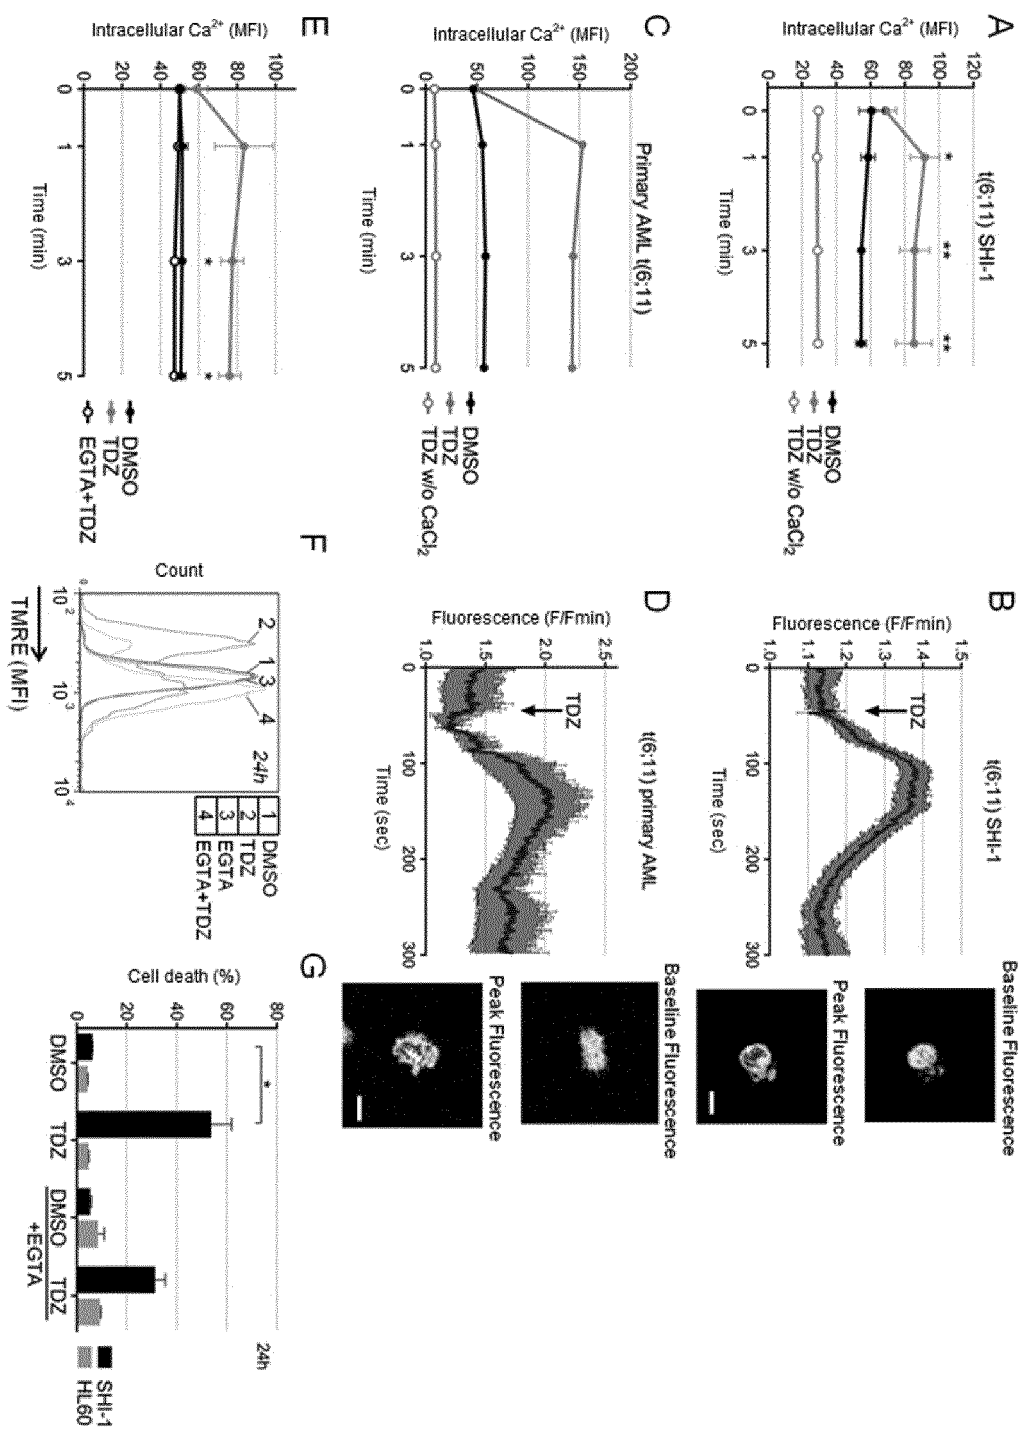 A
t(6;11) SHI-1
Intracellular Ca²⁺ (MFI)
120
100
80
60
40
20
0
*
**
**
0
1
3
5
Time (min)
DMSO
TDZ
TDZ w/o CaCl₂
B
t(6;11) SHI-1
Fluorescence (F/Fmin)
1.5
1.4
1.3
1.2
1.1
1.0
TDZ
0
100
200
300
Time (sec)
Baseline Fluorescence
Peak Fluorescence
C
Primary AML t(6;11)
Intracellular Ca²⁺ (MFI)
200
150
100
50
0
0
1
3
5
Time (min)
DMSO
TDZ
TDZ w/o CaCl₂
D
t(6;11) primary AML
Fluorescence (F/Fmin)
2.5
2.0
1.5
1.0
TDZ
0
100
200
300
Time (sec)
Baseline Fluorescence
Peak Fluorescence
E
Intracellular Ca²⁺ (MFI)
100
80
60
40
20
0
*
*
0
1
3
5
Time (min)
DMSO
TDZ
EGTA+TDZ
F
Count
0
2
1
3
4
24h
10²
10³
10⁴
TMRE (MFI)
1 DMSO
2 TDZ
3 EGTA
4 EGTA+TDZ
G
Cell death (%)
80
60
40
20
0
*
24h
DMSO
TDZ
DMSO
TDZ
+EGTA
SHI-1
HL60